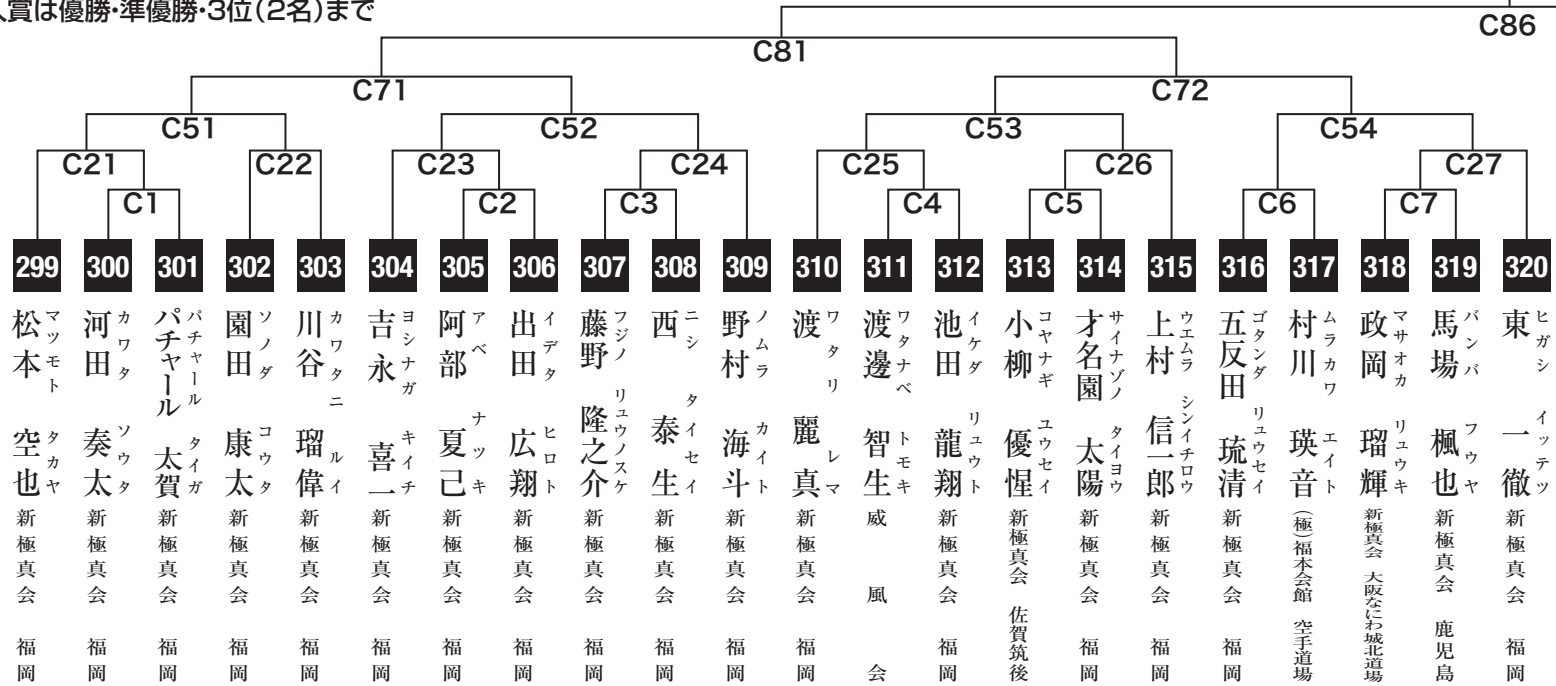 入賞は優勝・準優勝・3位（2名）まで
C86
C81
C71
C72
C51
C52
C53
C54
C21
C22
C23
C24
C25
C26
C27
C1
C2
C3
C4
C5
C6
C7
299
松本 空也
マツモト タカヤ
新極真会 福岡
300
河田 奏太
カワタ ソウタ
新極真会 福岡
301
パチャール 太賀
パチャール タイガ
新極真会 福岡
302
園田 康太
ソノダ コウタ
新極真会 福岡
303
川谷 瑠偉
カワタニ ルイ
新極真会 福岡
304
吉永 喜一
ヨシナガ キイチ
新極真会 福岡
305
阿部 夏己
アベ ナツキ
新極真会 福岡
306
出田 広翔
イデタ ヒロト
新極真会 福岡
307
藤野 隆之介
フジノ リュウノスケ
新極真会 福岡
308
西 泰生
ニシ タイセイ
新極真会 福岡
309
野村 海斗
ノムラ カイト
新極真会 福岡
310
渡 麗真
ワタリ レマ
新極真会 福岡
311
渡邊 智生
ワタナベ トモキ
威風会
312
池田 龍翔
イケダ リュウト
新極真会 福岡
313
小柳 優惺
コヤナギ ユウセイ
新極真会 佐賀筑後
314
才名園 太陽
サイナゾノ タイヨウ
新極真会 福岡
315
上村 信一郎
ウエムラ シンイチロウ
新極真会 福岡
316
五反田 琉清
ゴタンダ リュウセイ
新極真会 福岡
317
村川 瑛音
ムラカワ エイト
（極）福本会館 空手道場
318
政岡 瑠輝
マサオカ リュウキ
新極真会 大阪なにわ城北道場
319
馬場 楓也
バンバ フウヤ
新極真会 鹿児島
320
東 一徹
ヒガシ イッテツ
新極真会 福岡